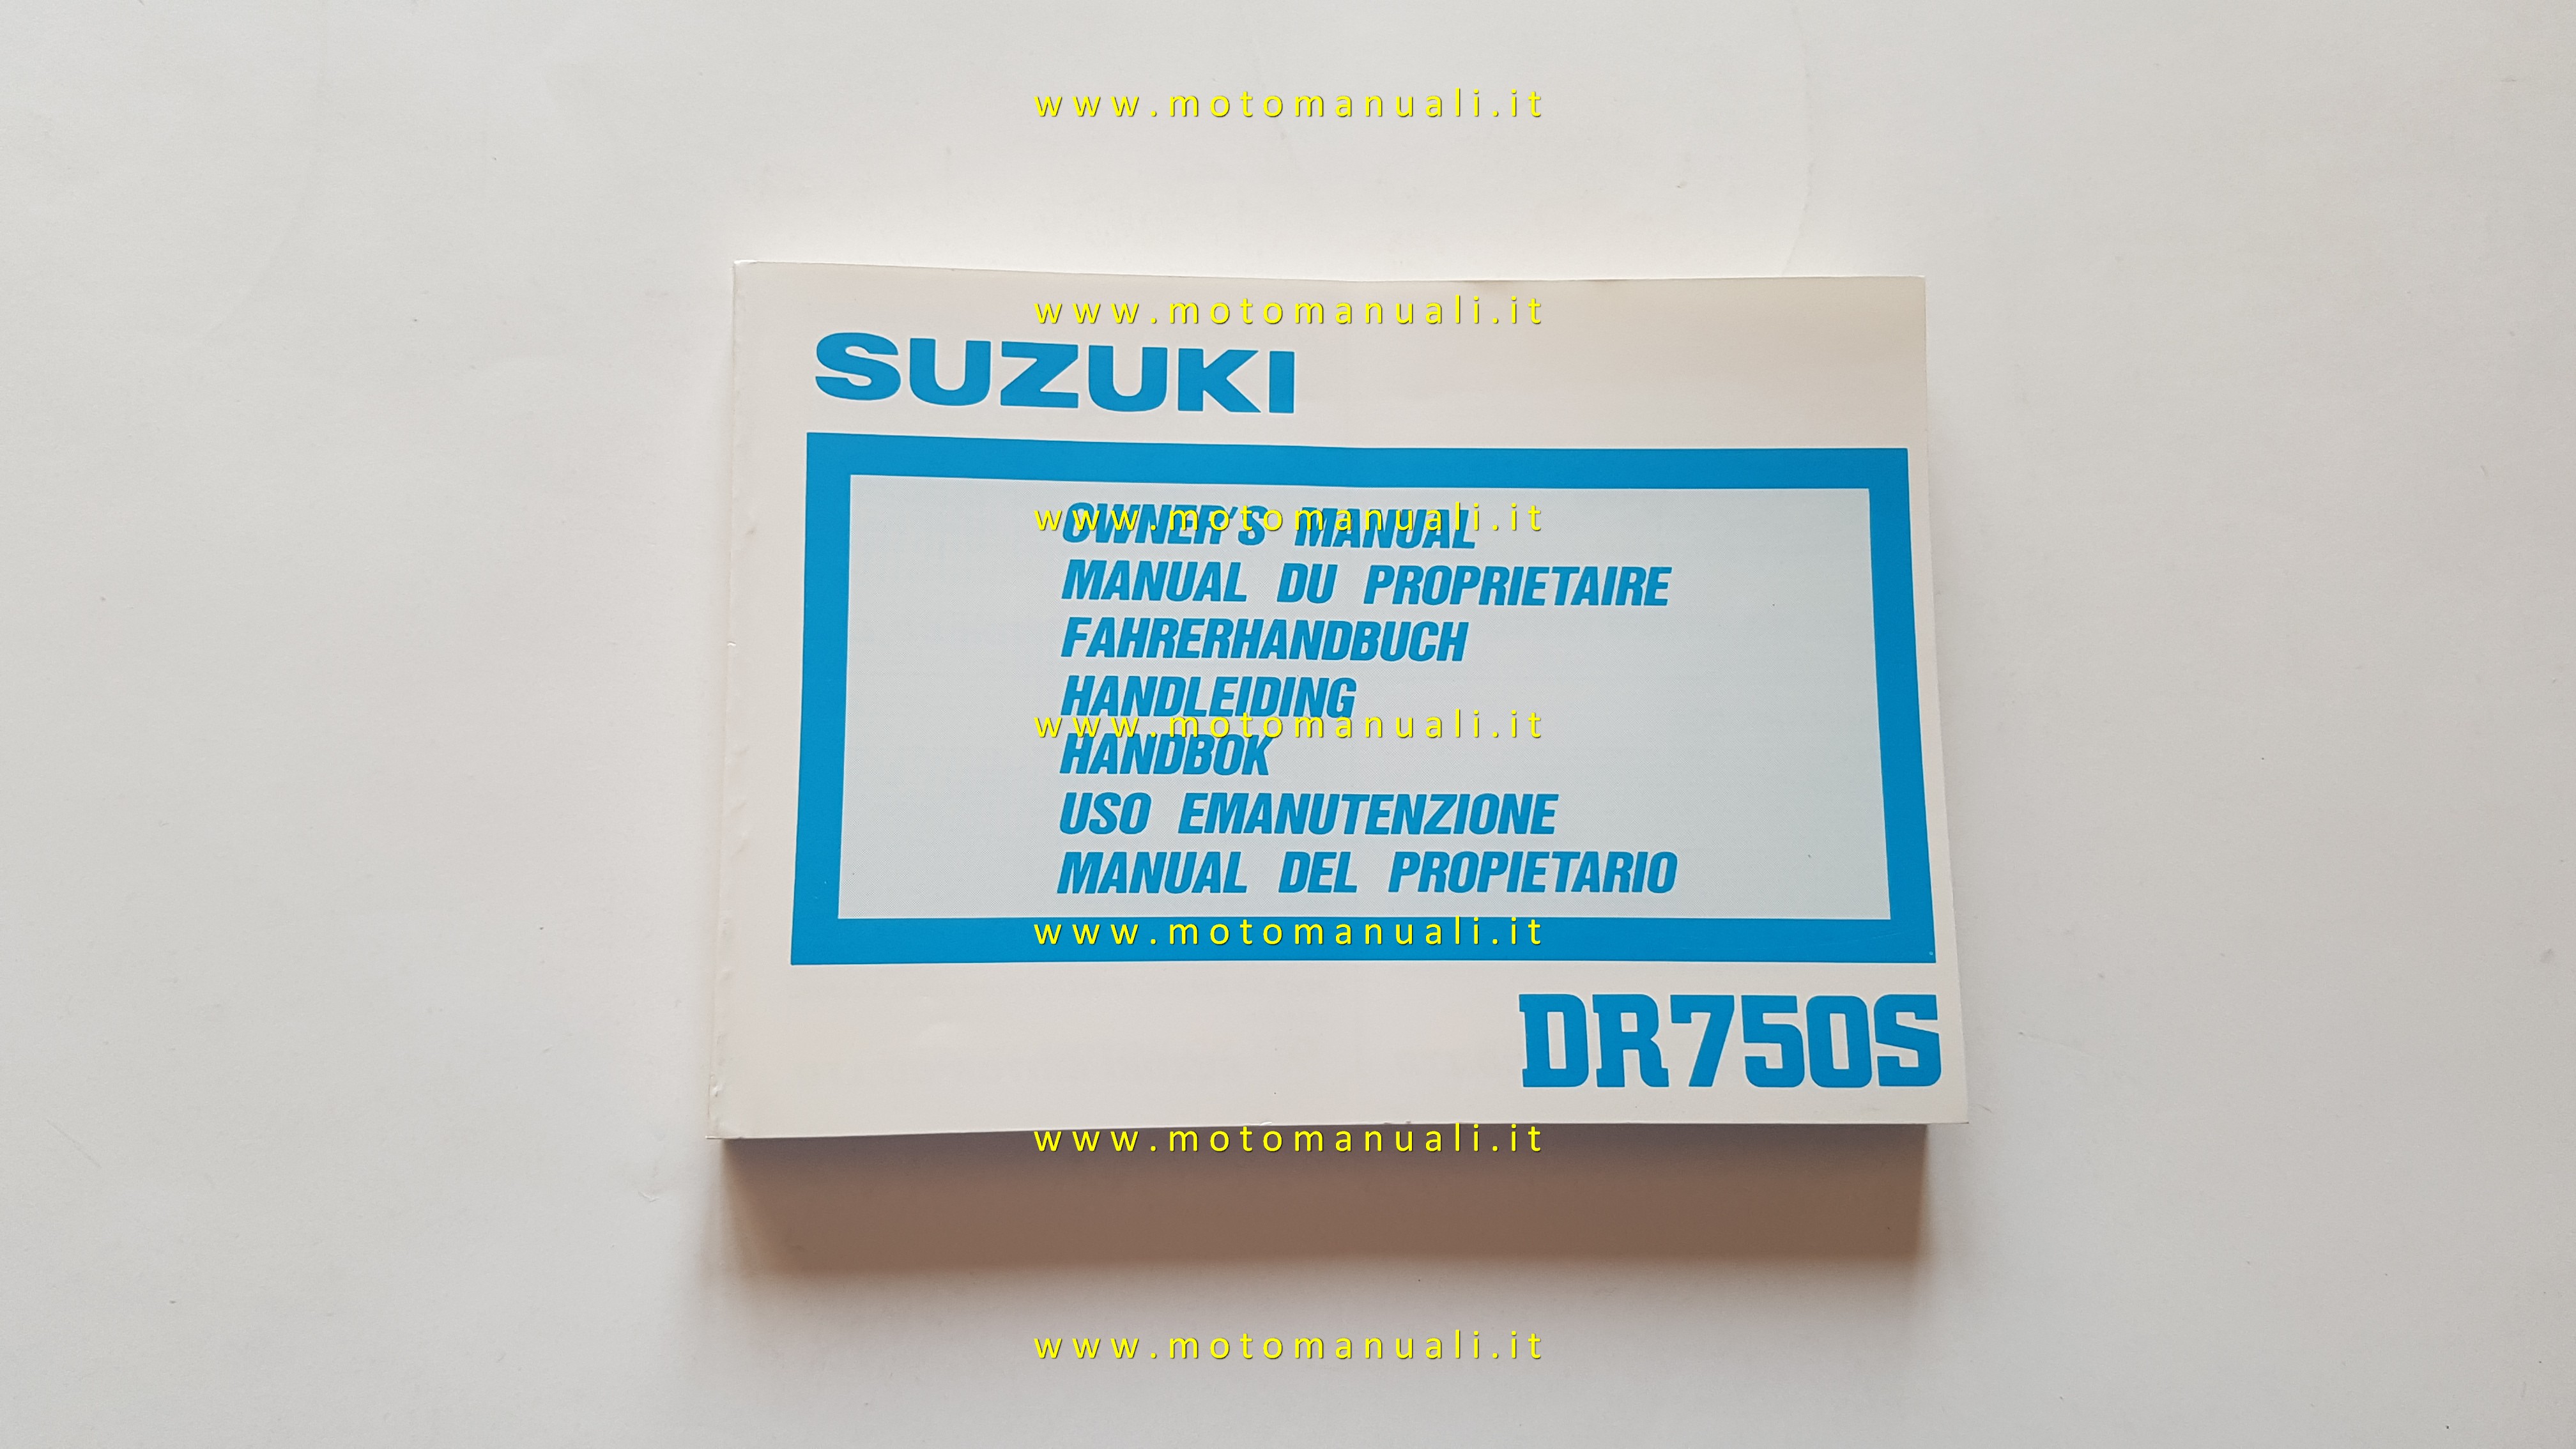 www.motomanuali.it
www.motomanuali.it
SUZUKI
www.motomanuali.it
OWNER'S MANUAL
MANUAL DU PROPRIETAIRE
FAHRERHANDBUCH
HANDLEIDING
www.motomanuali.it
HANDBOK
USO EMANUTENZIONE
MANUAL DEL PROPIETARIO
www.motomanuali.it
DR750S
www.motomanuali.it
www.motomanuali.it